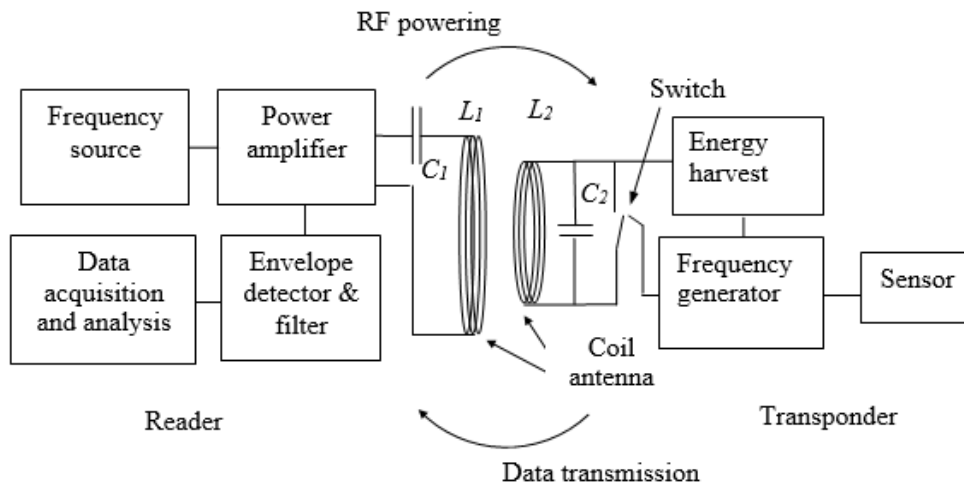 RF powering
Switch
Frequency
source
Power
amplifier
L1
L2
C1
C2
Energy
harvest
Data
acquisition
and analysis
Envelope
detector &
filter
Frequency
generator
Sensor
Coil
antenna
Reader
Transponder
Data transmission